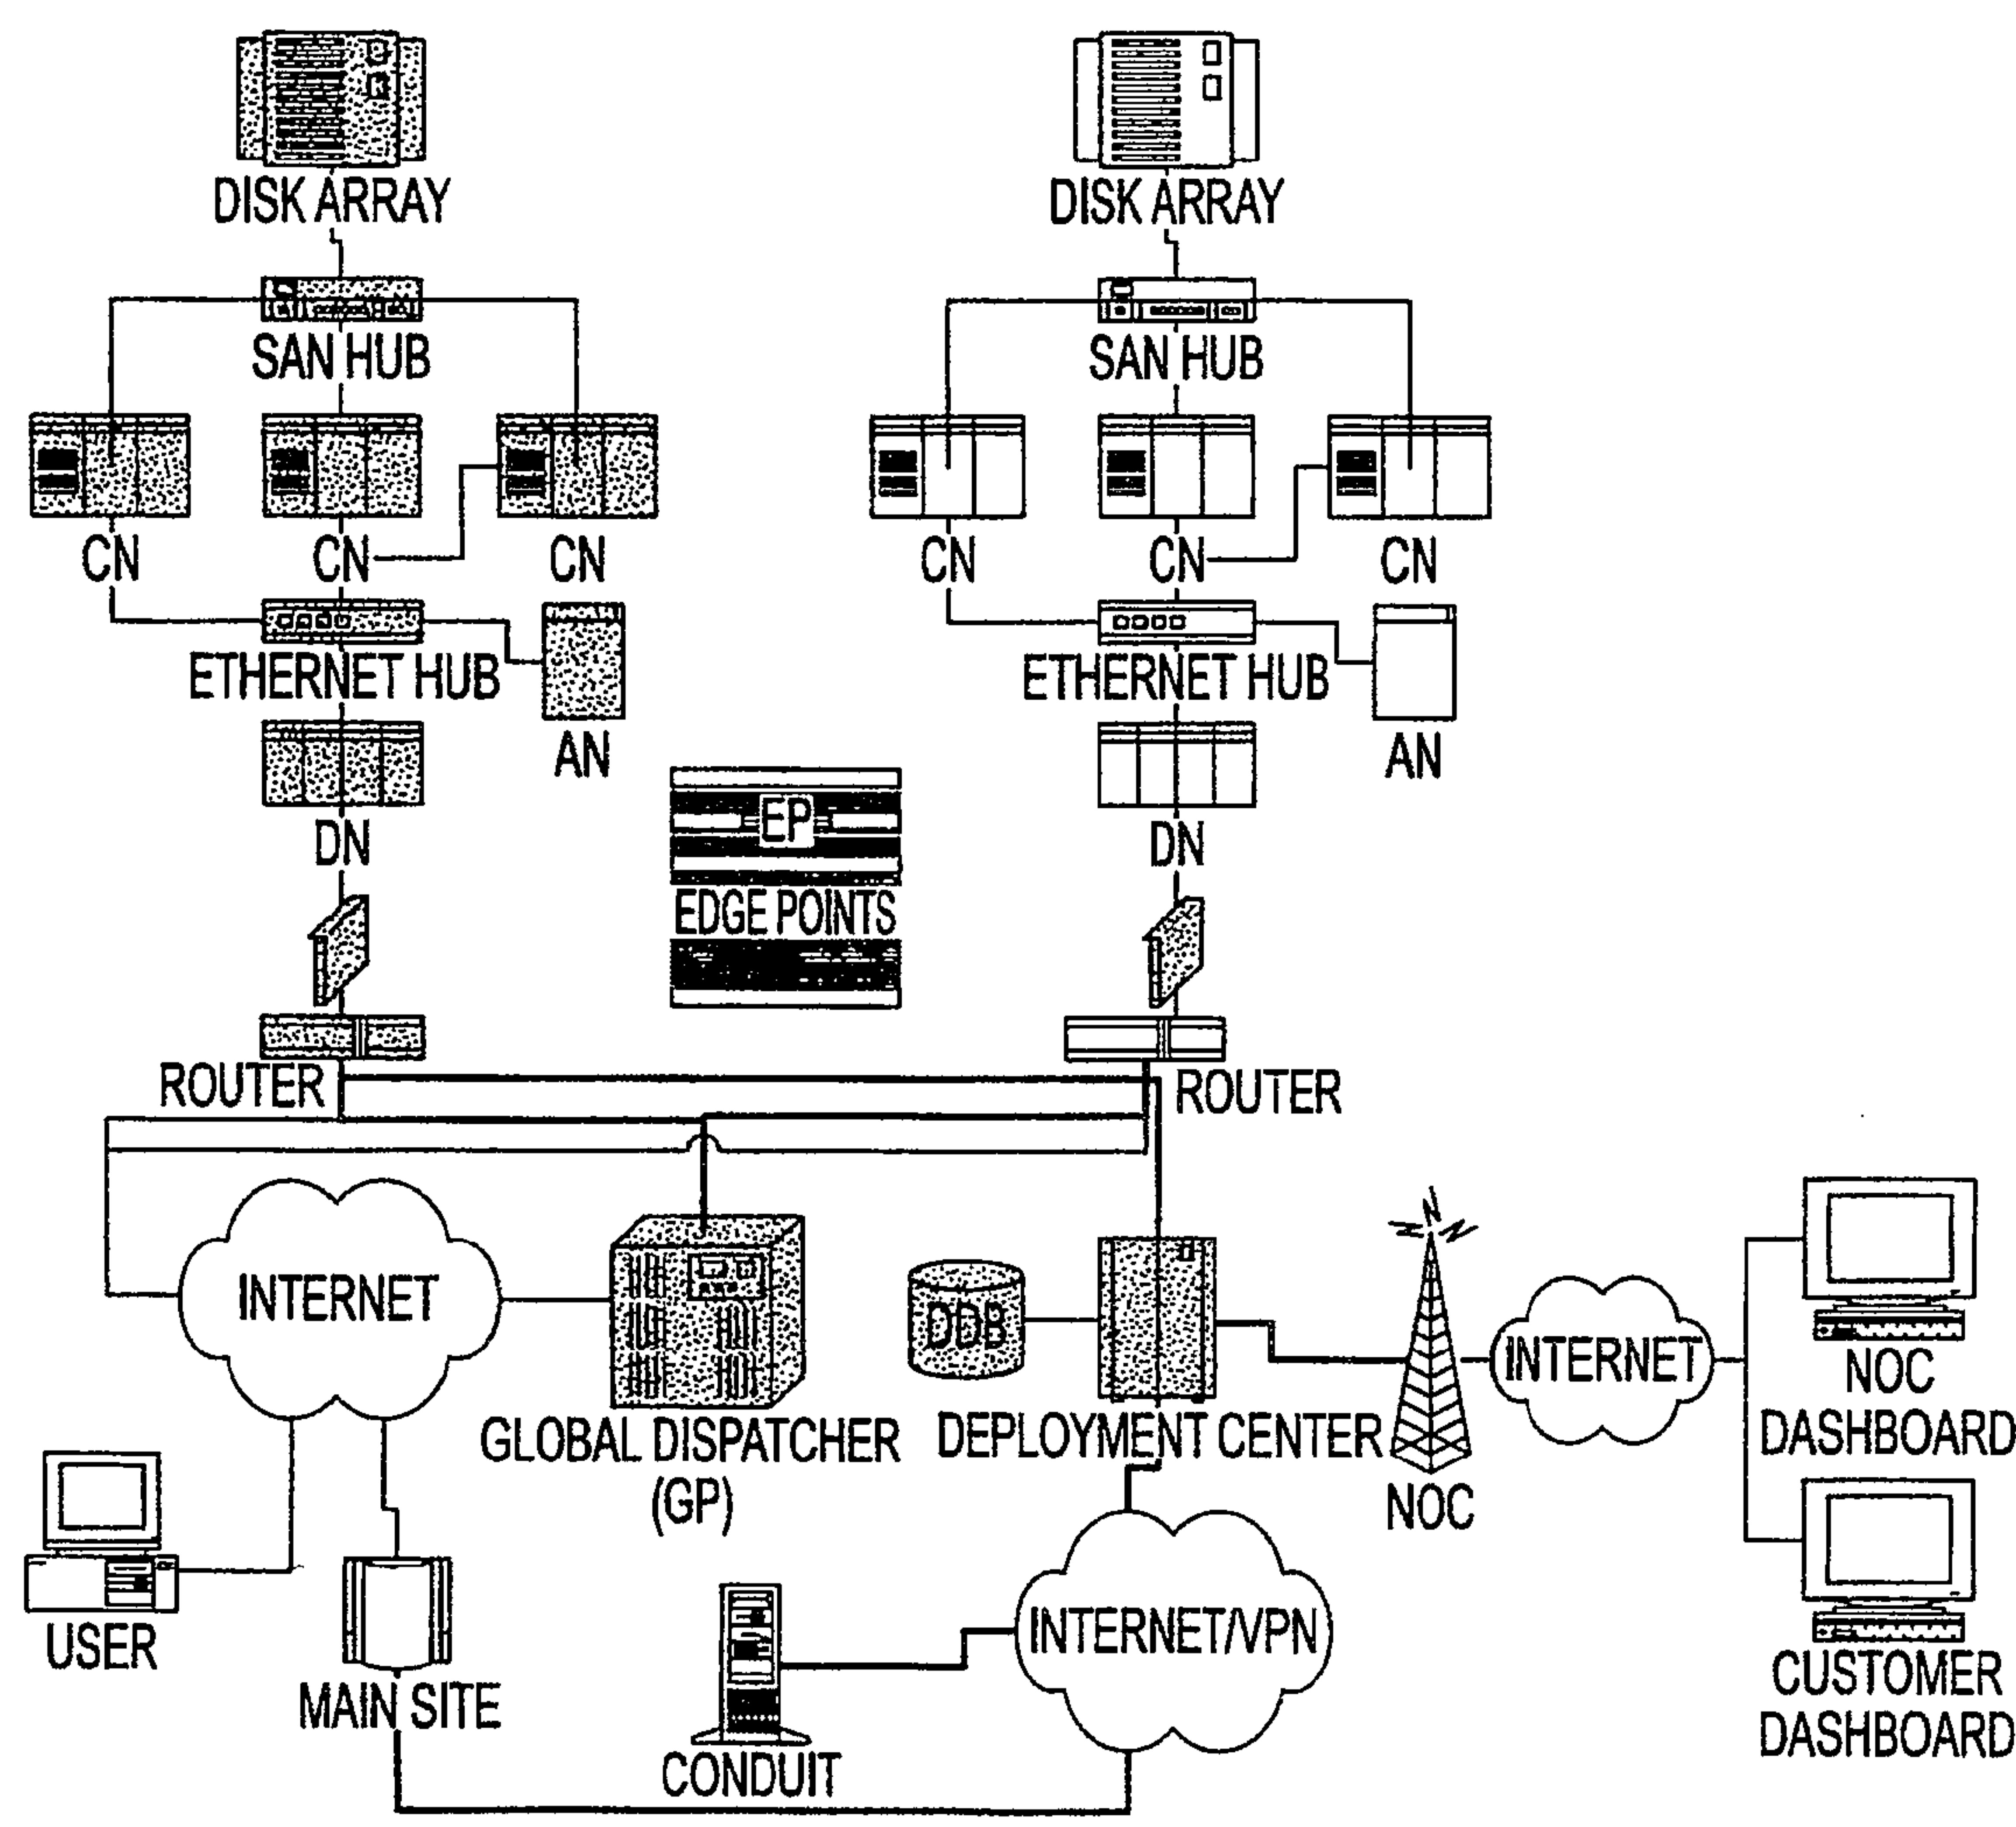 DISK ARRAY
DISK ARRAY
SAN HUB
SAN HUB
CN
CN
CN
CN
CN
CN
ETHERNET HUB
ETHERNET HUB
AN
AN
EP
DN
DN
EDGE POINTS
ROUTER
ROUTER
INTERNET
DDB
INTERNET
NOC
DASHBOARD
GLOBAL DISPATCHER
(GP)
DEPLOYMENT CENTER
NOC
USER
INTERNET/VPN
MAIN SITE
CONDUIT
CUSTOMER
DASHBOARD